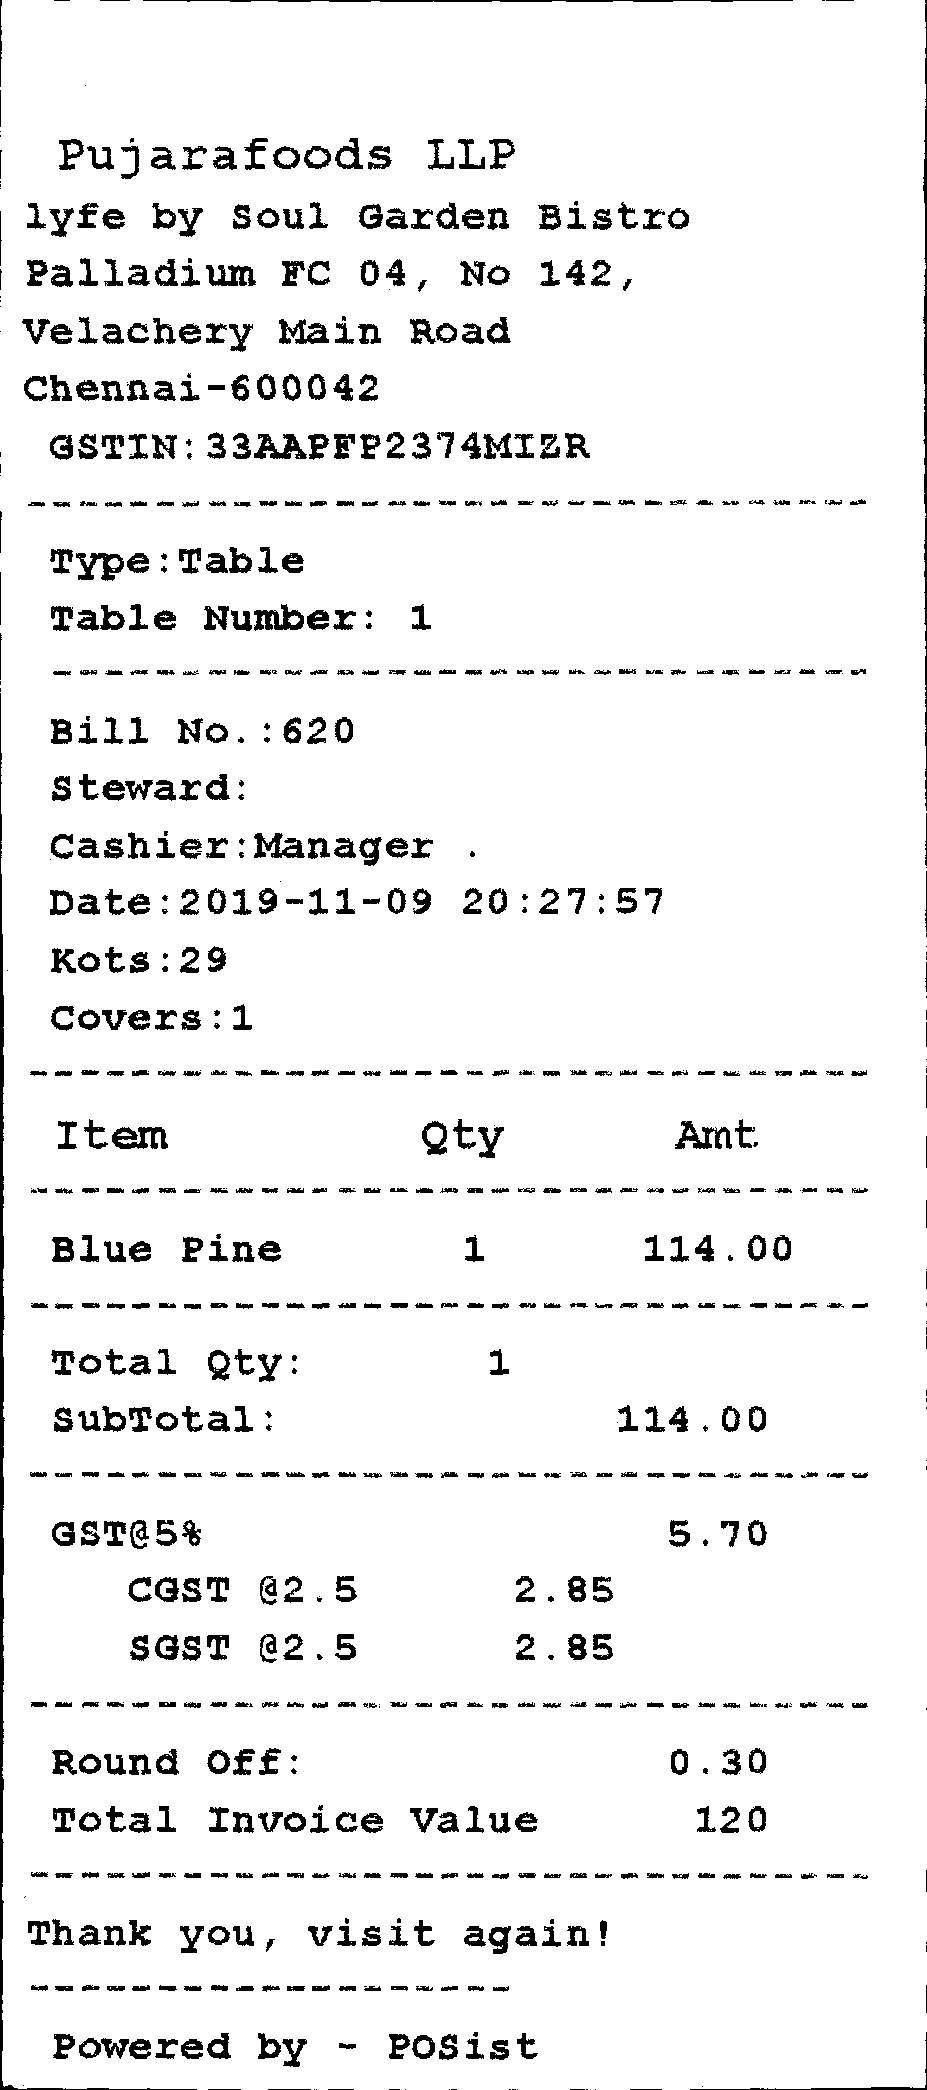 Pujarafoods LLP
lyfe by Soul Garden Bistro
Palladium FC 04, No 142,
Velachery Main Road
Chennai-600042
GSTIN:33AAPFP2374MIZR
Type:Table
Table Number: 1
Bill No.:620
Steward:
Cashier:Manager .
Date:2019-11-09 20:27:57
Kots:29
Covers:1
Item Qty Amt.
Blue Pine 1 114.00
Total Qty: 1
SubTotal: 114.00
GST@5% 5.70
CGST @2.5 2.85
SGST @2.5 2.85
Round Off: 0.30
Total Invoice Value 120
Thank you, visit again!
Powered by - POSist